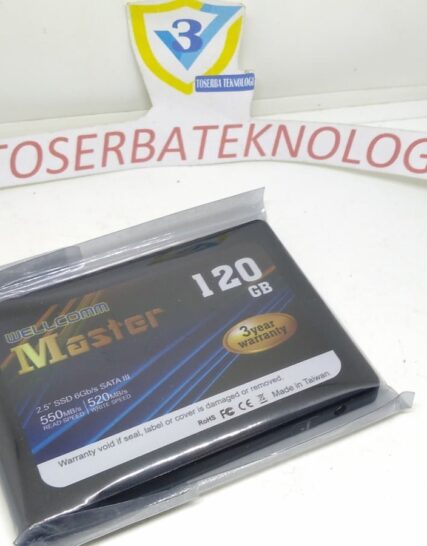 3
TOSERBA TEKNOLOGI
TOSERBATEKNOLOG
WELLCOMM
Master
120
GB
3 year
warranty
2.5" SSD 6Gb/s SATA III
550MB/s | 520MB/s
READ SPEED | WRITE SPEED
Warranty void if seal, label or cover is damaged or removed.
RoHS FC CE Made in Taiwan